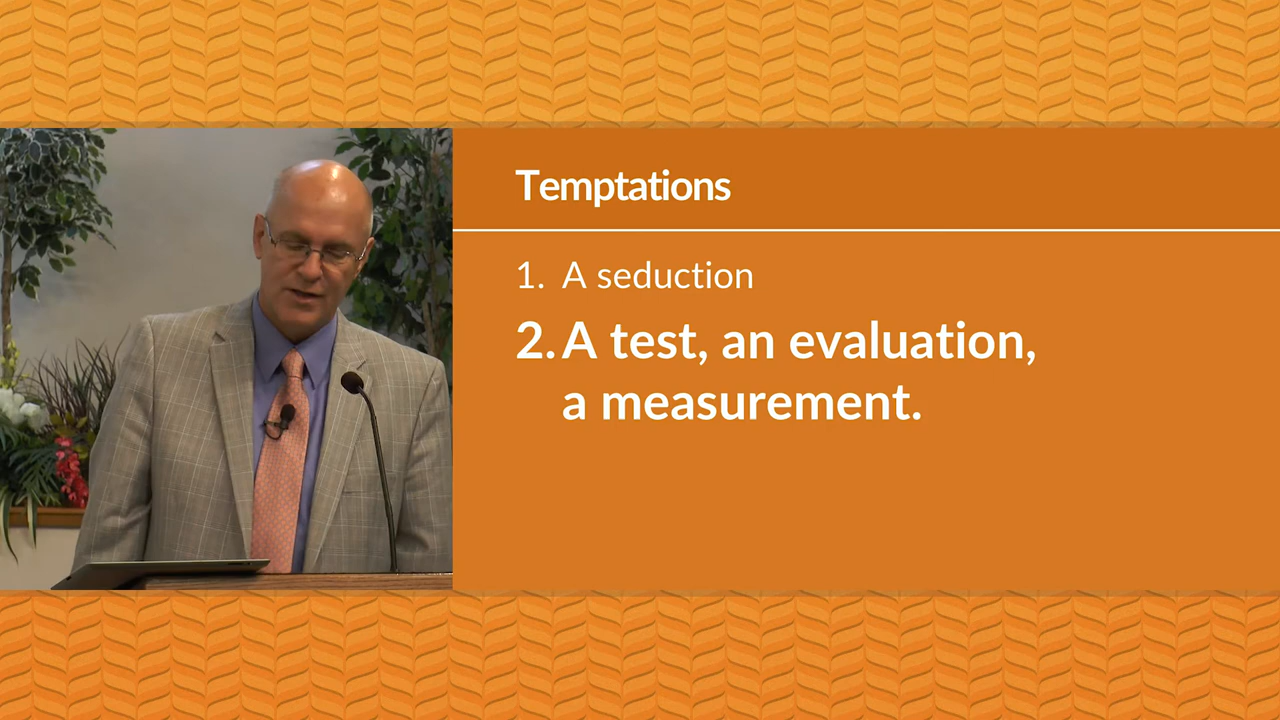 Temptations
1. A seduction
2. A test, an evaluation,
a measurement.